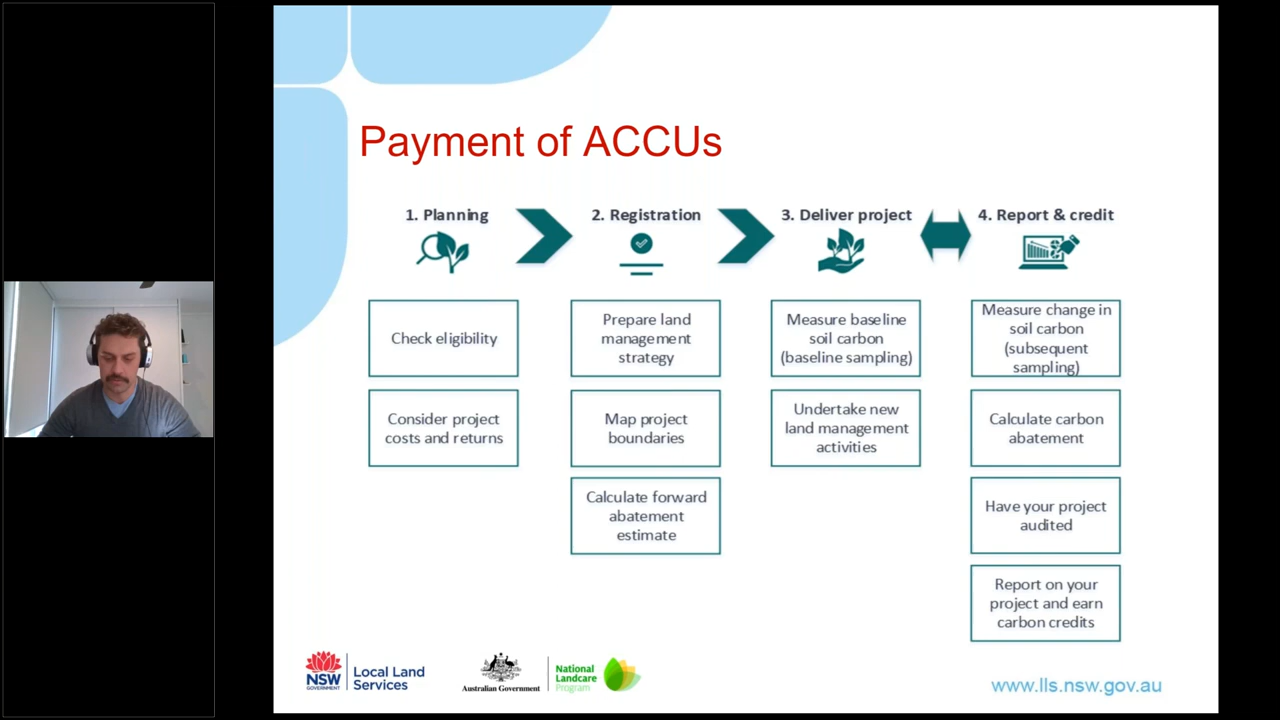 Payment of ACCUs
1. Planning
2. Registration
3. Deliver project
4. Report & credit
Check eligibility
Consider project
costs and returns
Prepare land
management
strategy
Map project
boundaries
Calculate forward
abatement
estimate
Measure baseline
soil carbon
(baseline sampling)
Undertake new
land management
activities
Measure change in
soil carbon
(subsequent
sampling)
Calculate carbon
abatement
Have your project
audited
Report on your
project and earn
carbon credits
NSW
GOVERNMENT
Local Land
Services
Australian Government
National
Landcare
Program
www.lls.nsw.gov.au